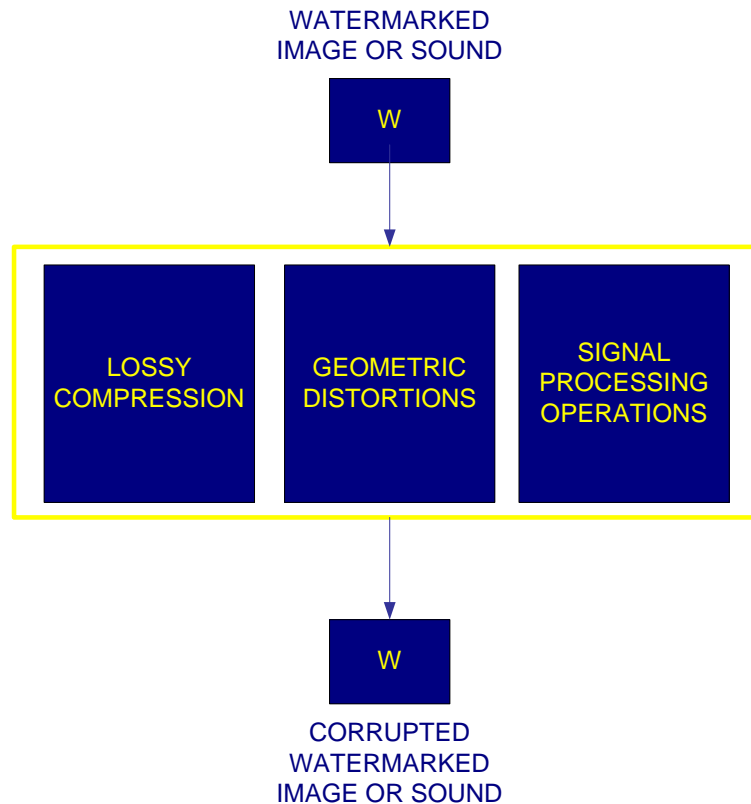 WATERMARKED
IMAGE OR SOUND
W
LOSSY
COMPRESSION
GEOMETRIC
DISTORTIONS
SIGNAL
PROCESSING
OPERATIONS
W
CORRUPTED
WATERMARKED
IMAGE OR SOUND